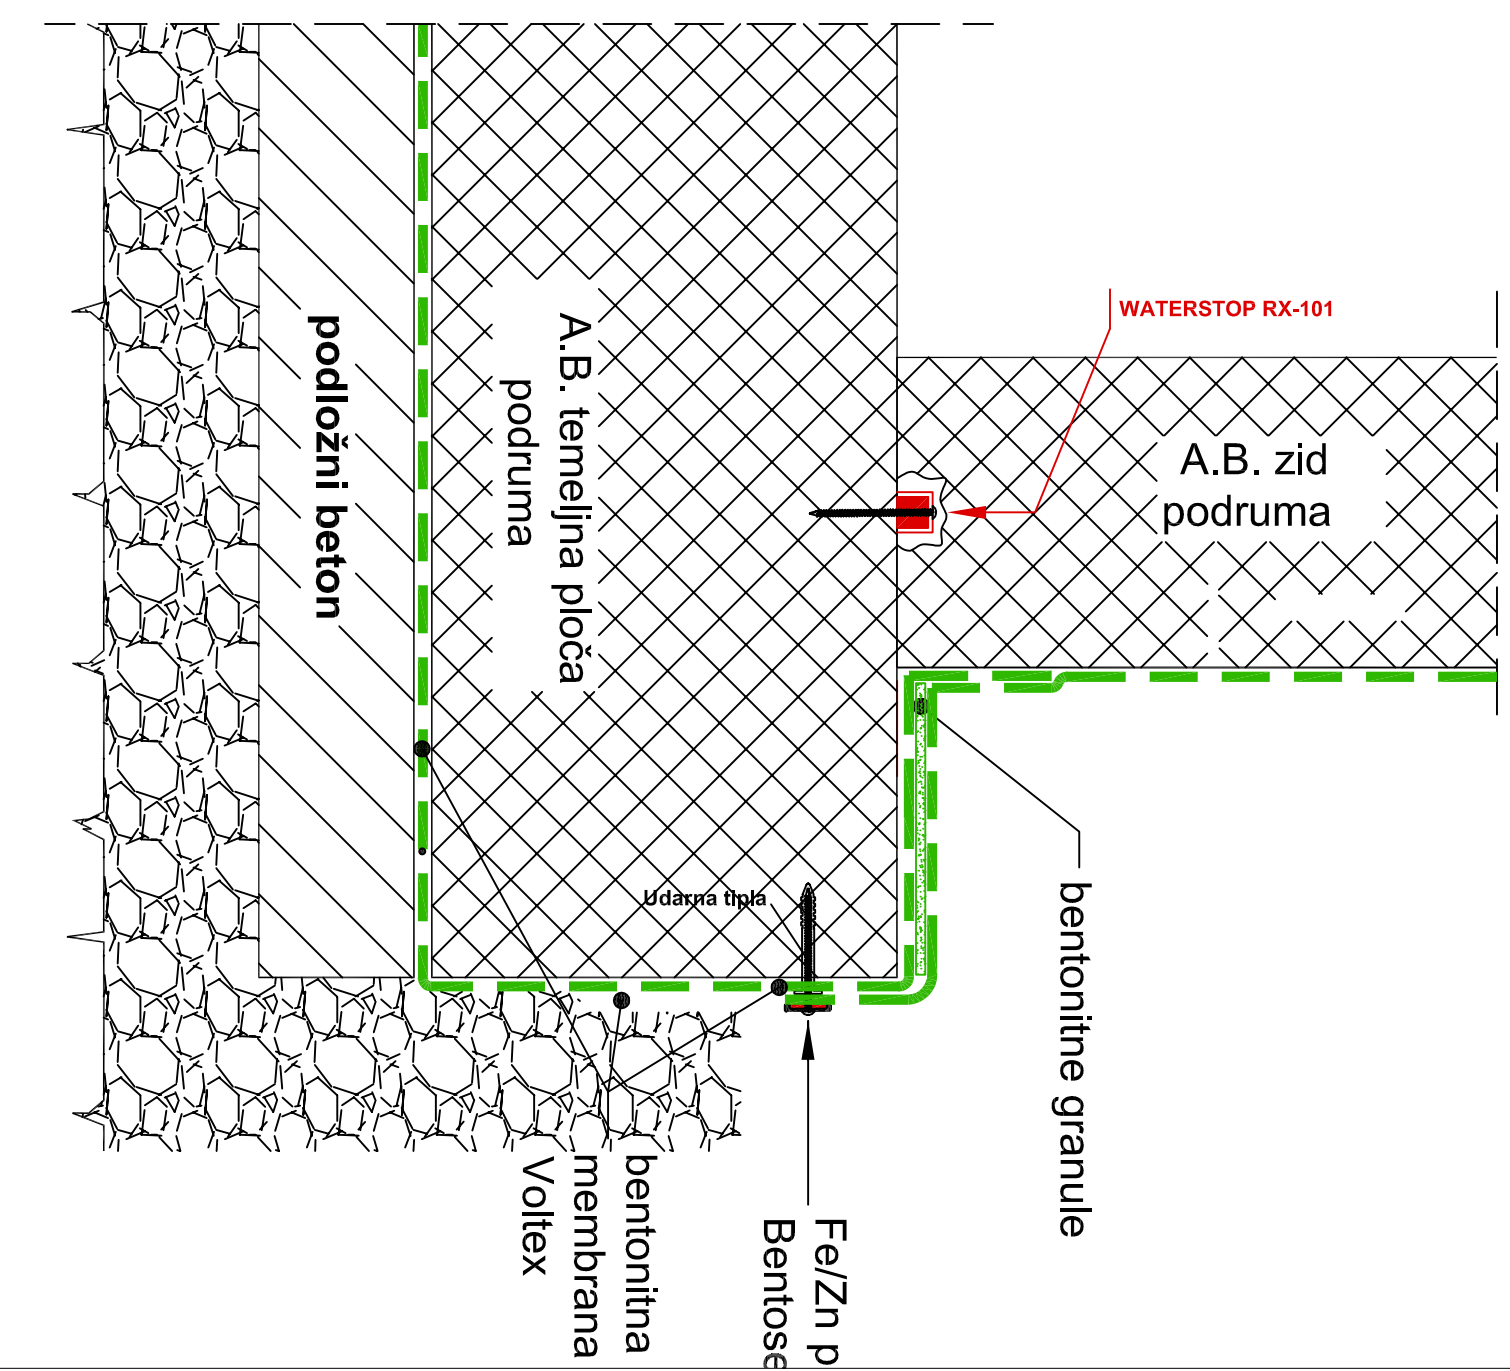 WATERSTOP RX-101
A.B. zid
podruma
A.B. temeljna ploča
podruma
podložni beton
Udarna tipla
bentonitne granule
Fe/Zn p
Bentose
bentonitna
membrana
Voltex